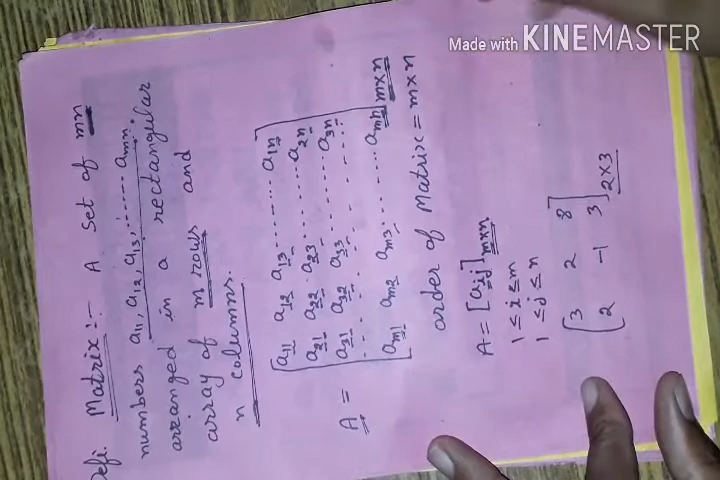 Made with KINEMASTER
Defi. Matrix:- A set of mn
numbers a11, a12, a13, ...... amn.
arranged in a rectangular
array of m rows and
n columns.
A = [ a11 a12 a13 ....... a1n
a21 a22 a23 ....... a2n
a31 a32 a33 ....... a3n
..................
am1 am2 am3 ....... amn ] m×n
order of Matrix = m×n
A = [aij] m×n
1 ≤ i ≤ m
1 ≤ j ≤ n
[ 3 2 8
2 -1 3 ] 2×3